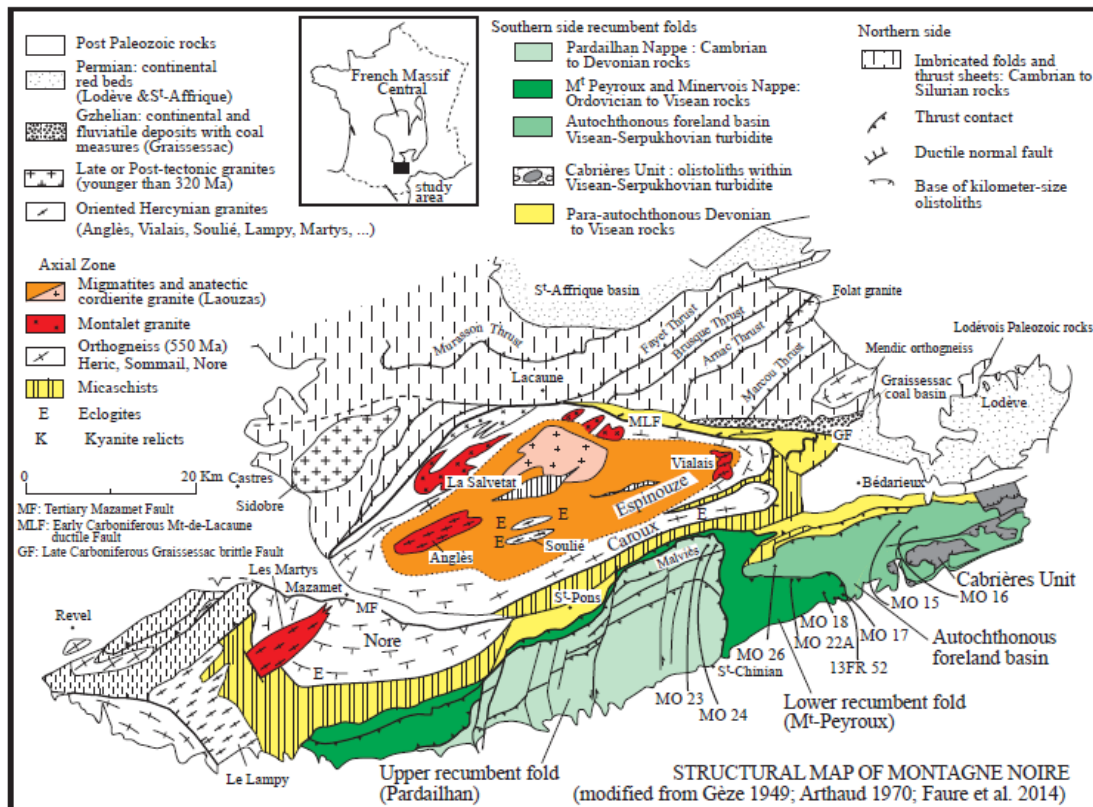 Post Paleozoic rocks
Permian: continental
red beds
(Lodève &Sᵗ-Affrique)
Gzhelian: continental and
fluviatile deposits with coal
measures (Graissessac)
Late or Post-tectonic granites
(younger than 320 Ma)
Oriented Hercynian granites
(Anglès, Vialais, Soulié, Lampy, Martys, ...)
Axial Zone
Migmatites and anatectic
cordierite granite (Laouzas)
Montalet granite
Orthogneiss (550 Ma)
Heric, Sommail, Nore
Micaschists
E Eclogites
K Kyanite relicts
0 20 Km
MF: Tertiary Mazamet Fault
MLF: Early Carboniferous Mt-de-Lacaune
ductile Fault
GF: Late Carboniferous Graissessac brittle Fault
French Massif
Central
study
area
Southern side recumbent folds
Pardailhan Nappe : Cambrian
to Devonian rocks
Mᵗ Peyroux and Minervois Nappe:
Ordovician to Visean rocks
Autochthonous foreland basin
Visean-Serpukhovian turbidite
Cabrières Unit : olistoliths within
Visean-Serpukhovian turbidite
Para-autochthonous Devonian
to Visean rocks
Northern side
Imbricated folds and
thrust sheets: Cambrian to
Silurian rocks
Thrust contact
Ductile normal fault
Base of kilometer-size
olistoliths
Sᵗ-Affrique basin
Murasson Thrust
Fayet Thrust
Brusque Thrust
Arnac Thrust
Marcou Thrust
Folat granite
Lodèvois Paleozoic rocks
Mendic orthogneiss
Graissessac
coal basin
Lodève
Lacaune
MLF
GF
Castres
Sidobre
La Salvetat
Vialais
Bédarieux
Espinouze
E
E
E
E
Caroux
Soulié
Anglès
Malviès
Les Martys
Mazamet
MF
Sᵗ-Pons
Revel
Nore
E
Le Lampy
Cabrières Unit
MO 16
MO 15
MO 18
MO 17
MO 22A
MO 26
13FR 52
Sᵗ-Chinian
Autochthonous
foreland basin
MO 23
MO 24
Lower recumbent fold
(Mᵗ-Peyroux)
Upper recumbent fold
(Pardailhan)
STRUCTURAL MAP OF MONTAGNE NOIRE
(modified from Gèze 1949; Arthaud 1970; Faure et al. 2014)